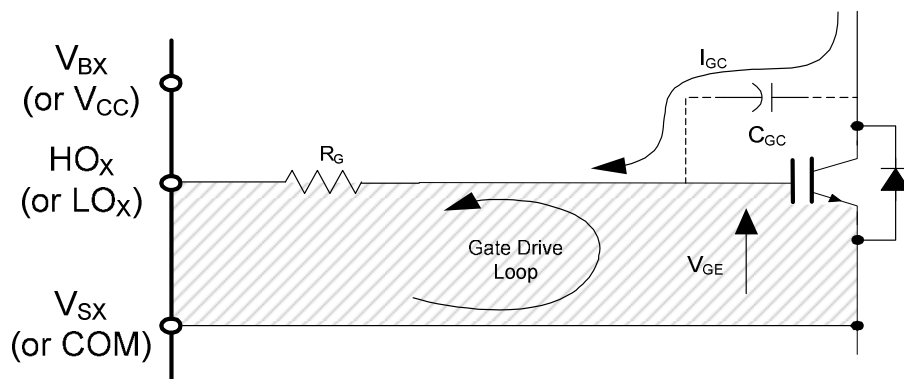 V_BX
(or V_CC)
HO_X
(or LO_X)
V_SX
(or COM)
R_G
I_GC
C_GC
Gate Drive
Loop
V_GE